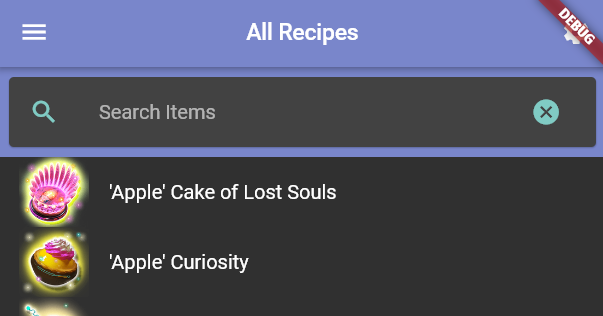 All Recipes
DEBUG
Search Items
'Apple' Cake of Lost Souls
'Apple' Curiosity